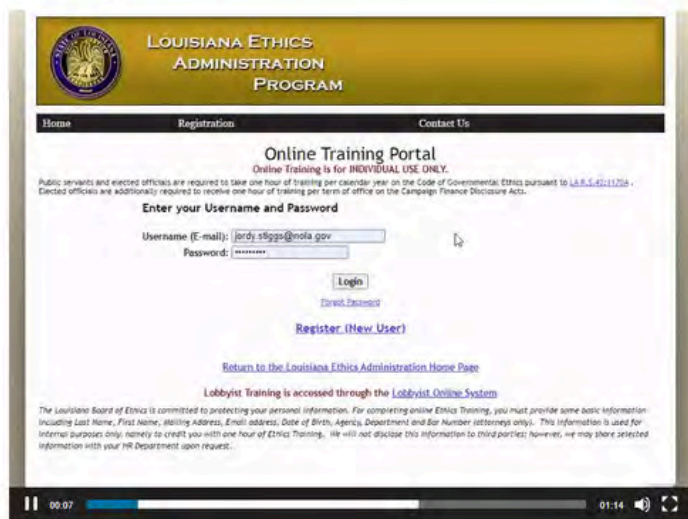 LOUISIANA ETHICS
ADMINISTRATION
PROGRAM
Home Registration Contact Us
Online Training Portal
Online Training is for INDIVIDUAL USE ONLY.
Public servants and elected officials are required to take one hour of training per calendar year on the Code of Governmental Ethics pursuant to LA R.S.42:1170A .
Elected officials are additionally required to receive one hour of training per term of office on the Campaign Finance Disclosure Acts.
Enter your Username and Password
Username (E-mail): jordy.stiggs@nola.gov
Password: •••••••••
Login
Forgot Password
Register (New User)
Return to the Louisiana Ethics Administration Home Page
Lobbyist Training is accessed through the Lobbyist Online System
The Louisiana Board of Ethics is committed to protecting your personal information. For completing online Ethics Training, you must provide some basic information
including Last Name, First Name, Mailing Address, Email address, Date of Birth, Agency, Department and Bar Number (attorneys only). This information is used for
internal purposes only, namely to credit you with one hour of Ethics Training. We will not disclose this information to third parties; however, we may share selected
information with your HR Department upon request.
00:07 01:14